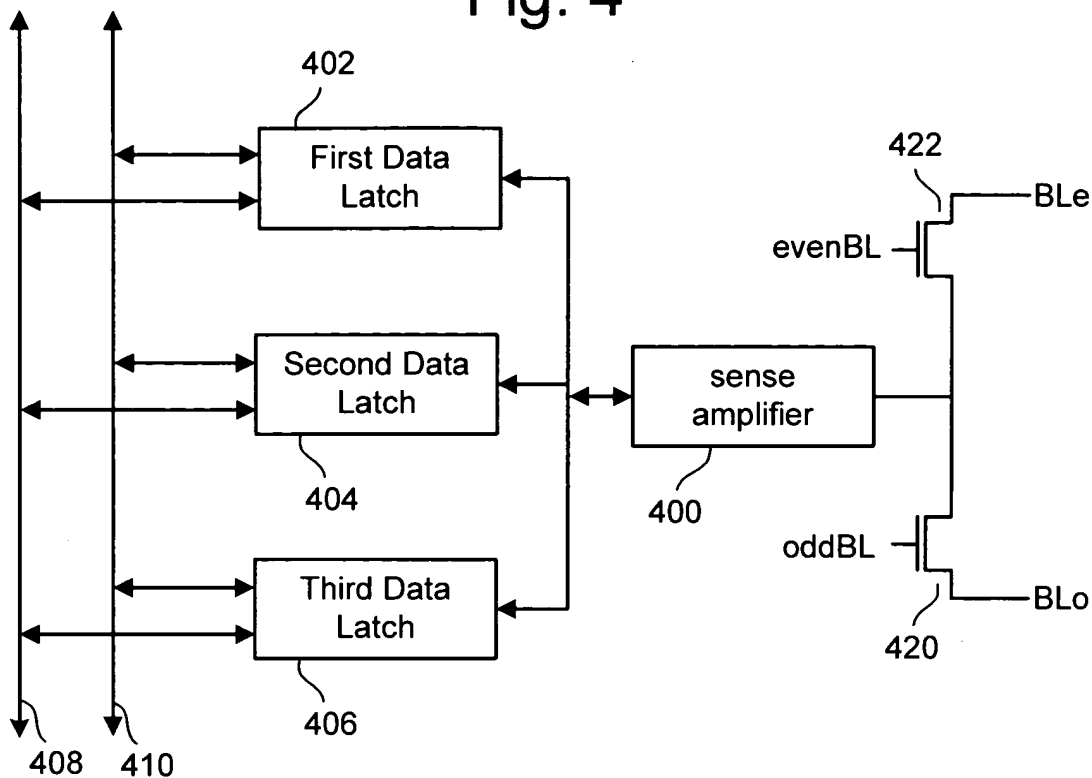 Fig. 4
402
First Data
Latch
422
BLe
evenBL
Second Data
Latch
sense
amplifier
404
400
oddBL
Third Data
Latch
BLo
420
406
408
410